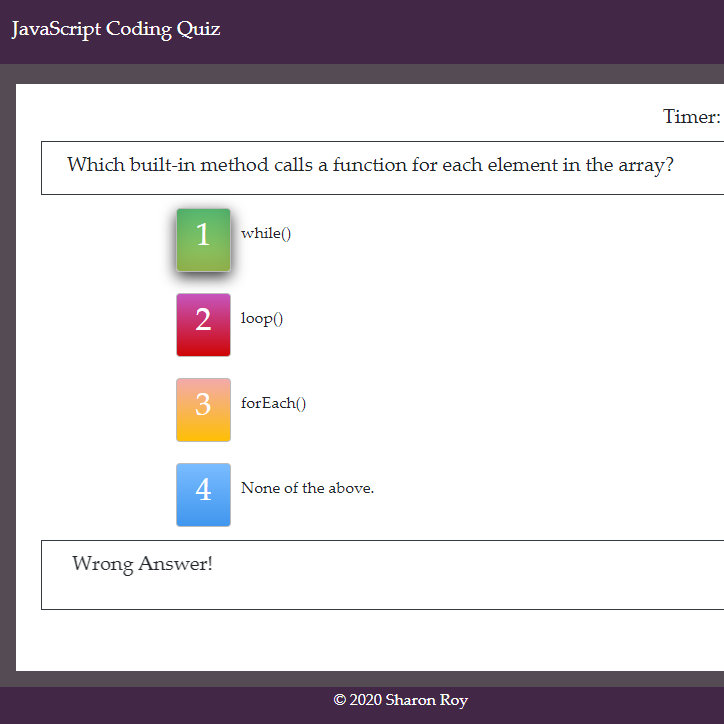 JavaScript Coding Quiz
Timer:
Which built-in method calls a function for each element in the array?
1 while()
2 loop()
3 forEach()
4 None of the above.
Wrong Answer!
© 2020 Sharon Roy